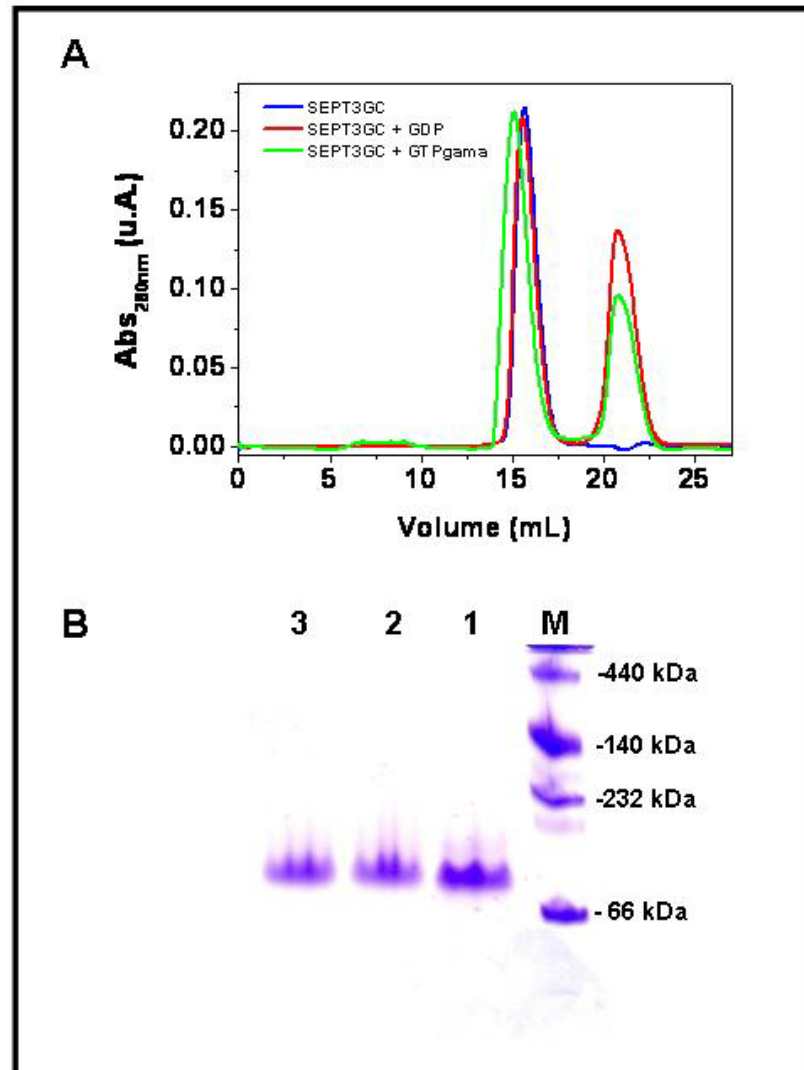 A
SEPT3GC
SEPT3GC + GDP
SEPT3GC + GTPgama
0.20
0.15
0.10
0.05
0.00
Abs280nm (u.A.)
0 5 10 15 20 25
Volume (mL)
B
3 2 1 M
-440 kDa
-140 kDa
-232 kDa
- 66 kDa